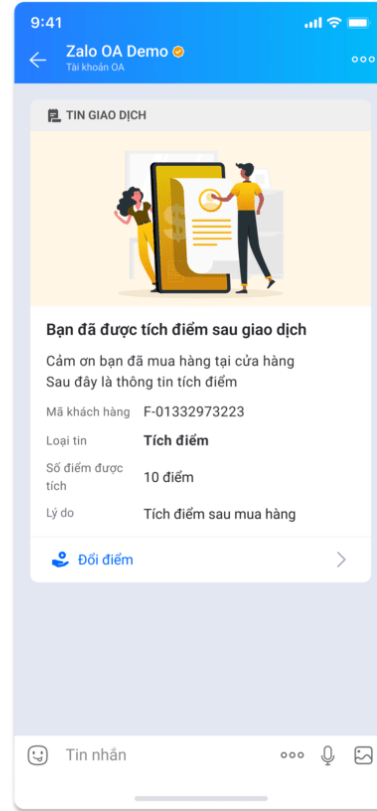 9:41
Zalo OA Demo
Tài khoản OA
TIN GIAO DỊCH
$
Bạn đã được tích điểm sau giao dịch
Cảm ơn bạn đã mua hàng tại cửa hàng
Sau đây là thông tin tích điểm
Mã khách hàng F-01332973223
Loại tin Tích điểm
Số điểm được tích 10 điểm
Lý do Tích điểm sau mua hàng
Đổi điểm
Tin nhắn